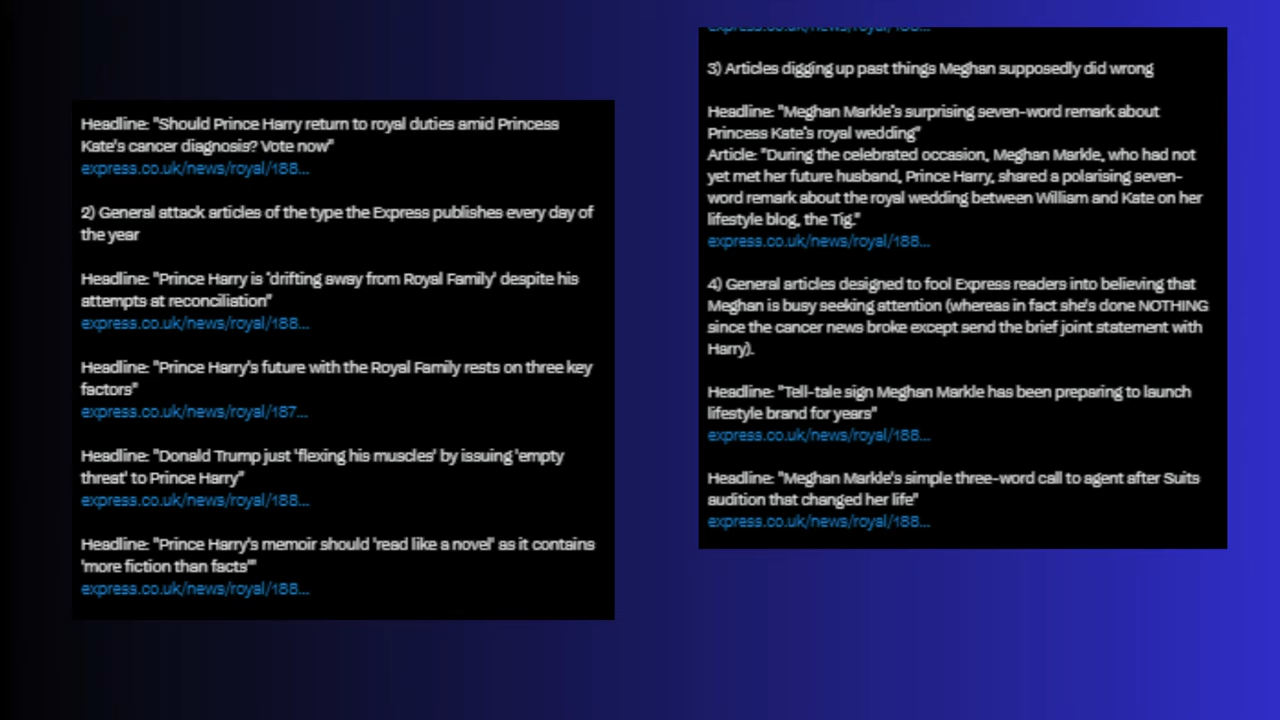 Headline: "Should Prince Harry return to royal duties amid Princess
Kate's cancer diagnosis? Vote now"
express.co.uk/news/royal/188...
2) General attack articles of the type the Express publishes every day of
the year
Headline: "Prince Harry is 'drifting away from Royal Family' despite his
attempts at reconciliation"
express.co.uk/news/royal/188...
Headline: "Prince Harry's future with the Royal Family rests on three key
factors"
express.co.uk/news/royal/187...
Headline: "Donald Trump just 'flexing his muscles' by issuing 'empty
threat' to Prince Harry"
express.co.uk/news/royal/188...
Headline: "Prince Harry's memoir should 'read like a novel' as it contains
'more fiction than facts'"
express.co.uk/news/royal/188...
express.co.uk/news/royal/188...
3) Articles digging up past things Meghan supposedly did wrong
Headline: "Meghan Markle's surprising seven-word remark about
Princess Kate's royal wedding"
Article: "During the celebrated occasion, Meghan Markle, who had not
yet met her future husband, Prince Harry, shared a polarising seven-
word remark about the royal wedding between William and Kate on her
lifestyle blog, the Tig."
express.co.uk/news/royal/188...
4) General articles designed to fool Express readers into believing that
Meghan is busy seeking attention (whereas in fact she's done NOTHING
since the cancer news broke except send the brief joint statement with
Harry).
Headline: "Tell-tale sign Meghan Markle has been preparing to launch
lifestyle brand for years"
express.co.uk/news/royal/188...
Headline: "Meghan Markle's simple three-word call to agent after Suits
audition that changed her life"
express.co.uk/news/royal/188...